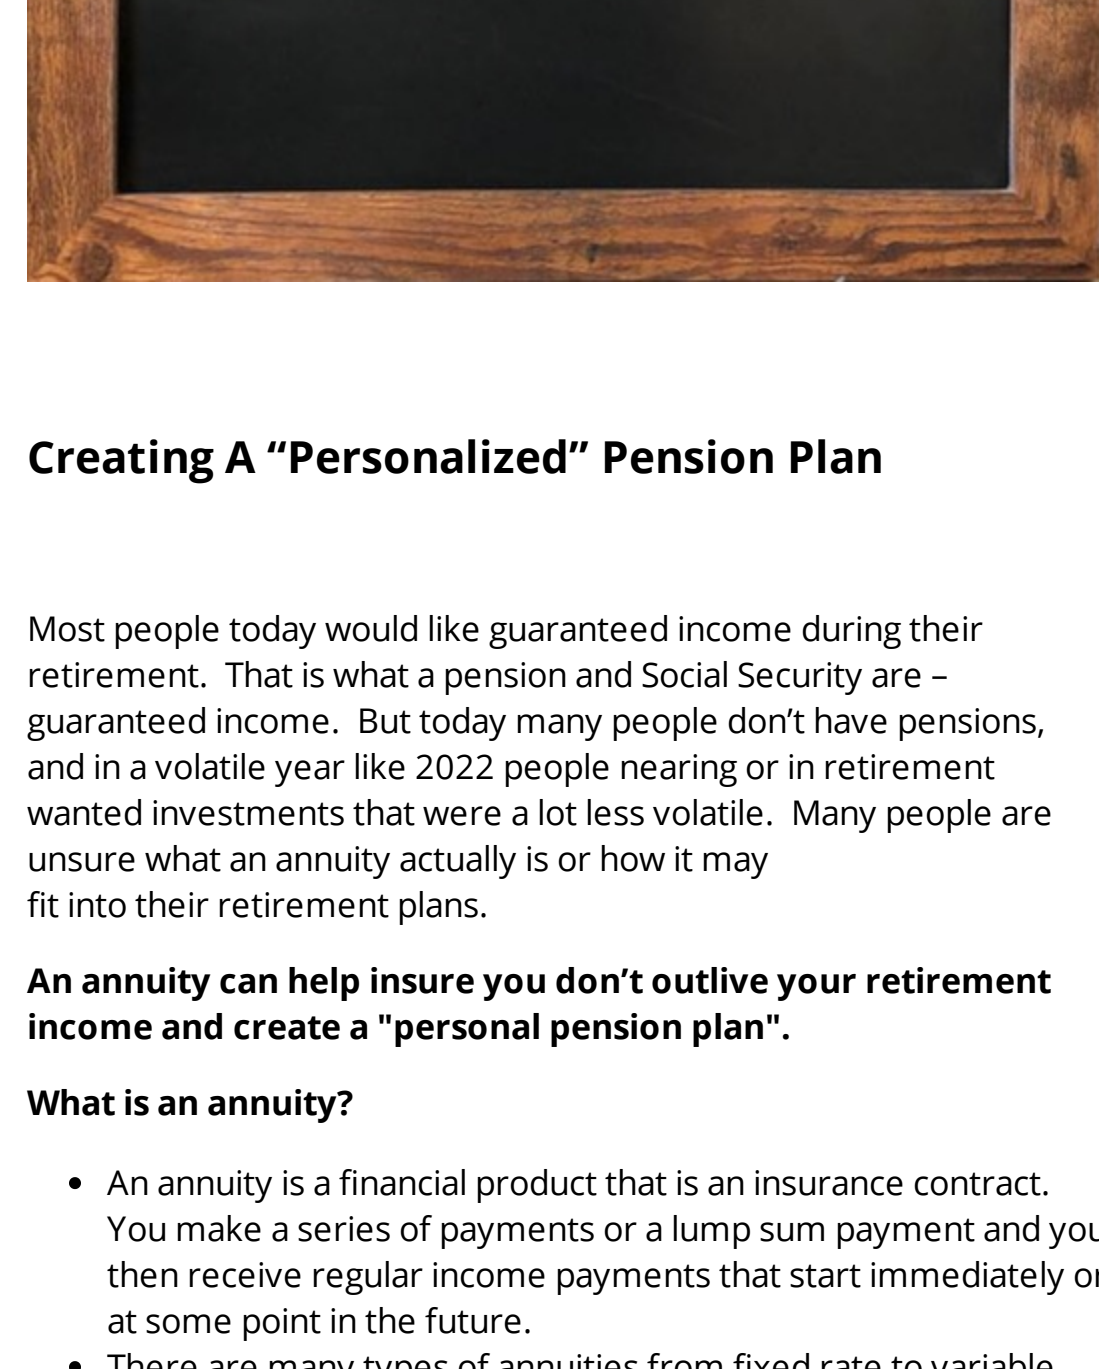 Creating A “Personalized” Pension Plan
Most people today would like guaranteed income during their
retirement.  That is what a pension and Social Security are –
guaranteed income.  But today many people don’t have pensions,
and in a volatile year like 2022 people nearing or in retirement
wanted investments that were a lot less volatile.  Many people are
unsure what an annuity actually is or how it may
fit into their retirement plans.
An annuity can help insure you don’t outlive your retirement
income and create a "personal pension plan".
What is an annuity?
• An annuity is a financial product that is an insurance contract.
You make a series of payments or a lump sum payment and you
then receive regular income payments that start immediately or
at some point in the future.
• There are many types of annuities from fixed rate to variable